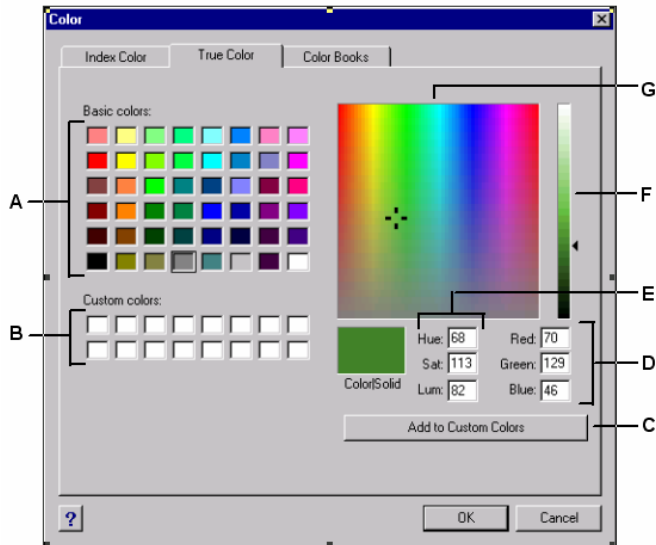 Color
Index Color
True Color
Color Books
G
Basic colors:
A
F
E
Custom colors:
B
Hue: 68
Red: 70
Sat: 113
Green: 129
D
Color|Solid
Lum: 82
Blue: 46
Add to Custom Colors
C
?
OK
Cancel